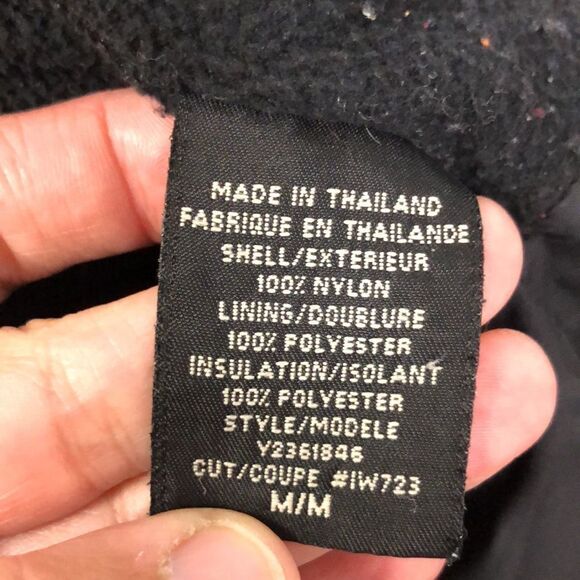 MADE IN THAILAND
FABRIQUE EN THAILANDE
SHELL/EXTERIEUR
100% NYLON
LINING/DOUBLURE
100% POLYESTER
INSULATION/ISOLANT
100% POLYESTER
STYLE/MODELE
Y2361846
CUT/COUPE #IW723
M/M